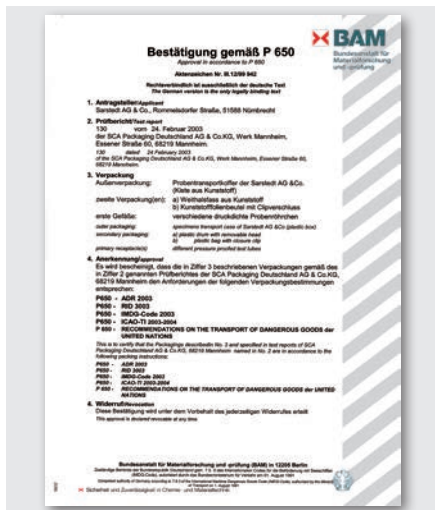 BAM
Bundesanstalt für
Materialforschung
und -prüfung
Bestätigung gemäß P 650
Approval in accordance to P 650
Aktenzeichen Nr. III.12/99 942
Rechtsverbindlich ist ausschließlich der deutsche Text
The German version is the only legally binding text
1. Antragsteller/Applicant
Sarstedt AG & Co., Rommelsdorfer Straße, 51588 Nümbrecht
2. Prüfbericht/Test report
130 vom 24. Februar 2003
der SCA Packaging Deutschland AG & Co.KG, Werk Mannheim,
Essener Straße 60, 68219 Mannheim.
130 dated 24 February 2003
of the SCA Packaging Deutschland AG & Co.KG, Werk Mannheim, Essener Straße 60,
68219 Mannheim.
3. Verpackung
Außenverpackung: Probentransportkoffer der Sarstedt AG &Co.
(Kiste aus Kunststoff)
zweite Verpackung(en): a) Weithalsfass aus Kunststoff
b) Kunststofffolienbeutel mit Clipverschluss
erste Gefäße: verschiedene druckdichte Probenröhrchen
outer packaging: specimens transport case of Sarstedt AG &Co (plastic box)
secondary packaging: a) plastic drum with removable head
b) plastic bag with closure clip
primary receptacle(s) different pressure proofed test tubes
4. Anerkennung/approval
Es wird bescheinigt, dass die in Ziffer 3 beschriebenen Verpackungen gemäß des
in Ziffer 2 genannten Prüfberichtes der SCA Packaging Deutschland AG & Co.KG,
68219 Mannheim den Anforderungen der folgenden Verpackungsbestimmungen
entsprechen:
P650 - ADR 2003
P650 - RID 2003
P650 - IMDG-Code 2003
P650 - ICAO-TI 2003-2004
P 650 - RECOMMENDATIONS ON THE TRANSPORT OF DANGEROUS GOODS der
UNITED NATIONS
This is to certify that the Packagings describedin No. 3 and specified in test reports of SCA
Packaging Deutschland AG & Co.KG, 68219 Mannheim named in No. 2 are in accordance to the
following packing instructions:
P650 - ADR 2003
P650 - RID 2003
P650 - IMDG-Code 2003
P650 - ICAO-TI 2003-2004
P650 - RECOMMENDATIONS ON THE TRANSPORT OF DANGEROUS GOODS der UNITED
NATIONS
4. Widerruf/Revocation
Diese Bestätigung wird unter dem Vorbehalt des jederzeitigen Widerrufes erteilt
This approval is declared revocable at any time
Bundesanstalt für Materialforschung und -prüfung (BAM) in 12205 Berlin
Sicherheit und Zuverlässigkeit in Chemie- und Materialtechnik